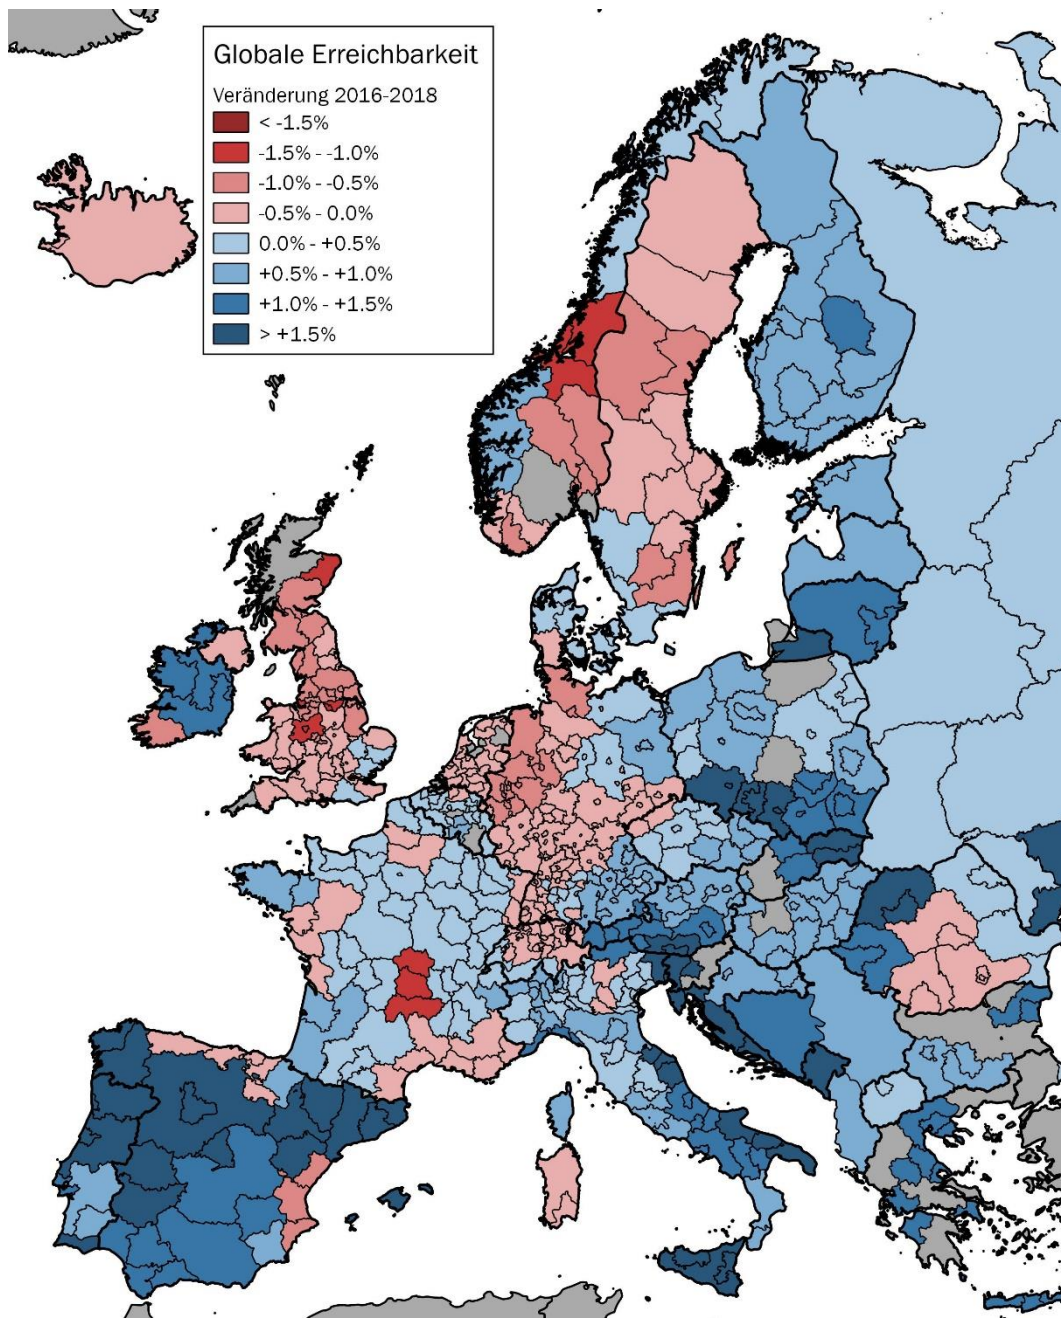 Globale Erreichbarkeit
Veränderung 2016-2018
< -1.5%
-1.5% - -1.0%
-1.0% - -0.5%
-0.5% - 0.0%
0.0% - +0.5%
+0.5% - +1.0%
+1.0% - +1.5%
> +1.5%